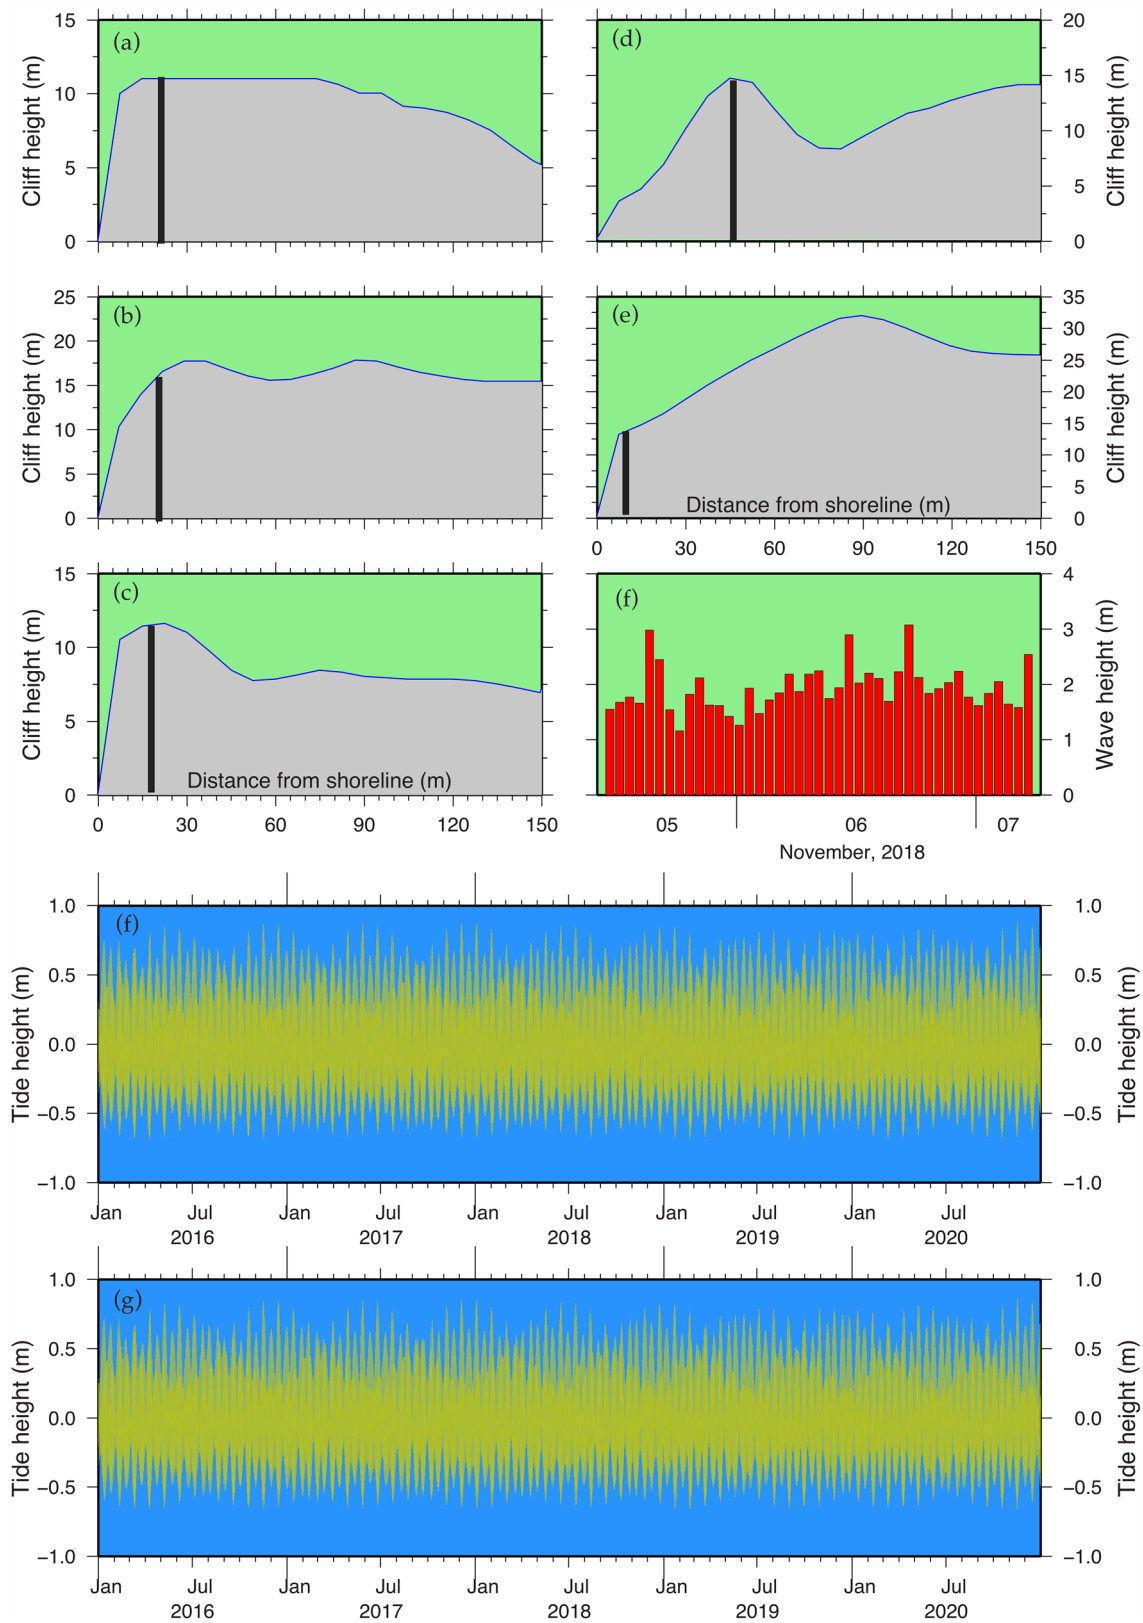 (a)
15
10
5
0
Cliff height (m)
(d)
20
15
10
5
0
Cliff height (m)
(b)
25
20
15
10
5
0
Cliff height (m)
(e)
35
30
25
20
15
10
5
0
Cliff height (m)
Distance from shoreline (m)
0 30 60 90 120 150
(c)
15
10
5
0
Cliff height (m)
Distance from shoreline (m)
0 30 60 90 120 150
(f)
4
3
2
1
0
Wave height (m)
05 06 07
November, 2018
(f)
1.0 1.0
0.5 0.5
0.0 0.0
−0.5 −0.5
−1.0 −1.0
Tide height (m)
Tide height (m)
Jan Jul Jan Jul Jan Jul Jan Jul Jan Jul
2016 2017 2018 2019 2020
(g)
1.0 1.0
0.5 0.5
0.0 0.0
−0.5 −0.5
−1.0 −1.0
Tide height (m)
Tide height (m)
Jan Jul Jan Jul Jan Jul Jan Jul Jan Jul
2016 2017 2018 2019 2020